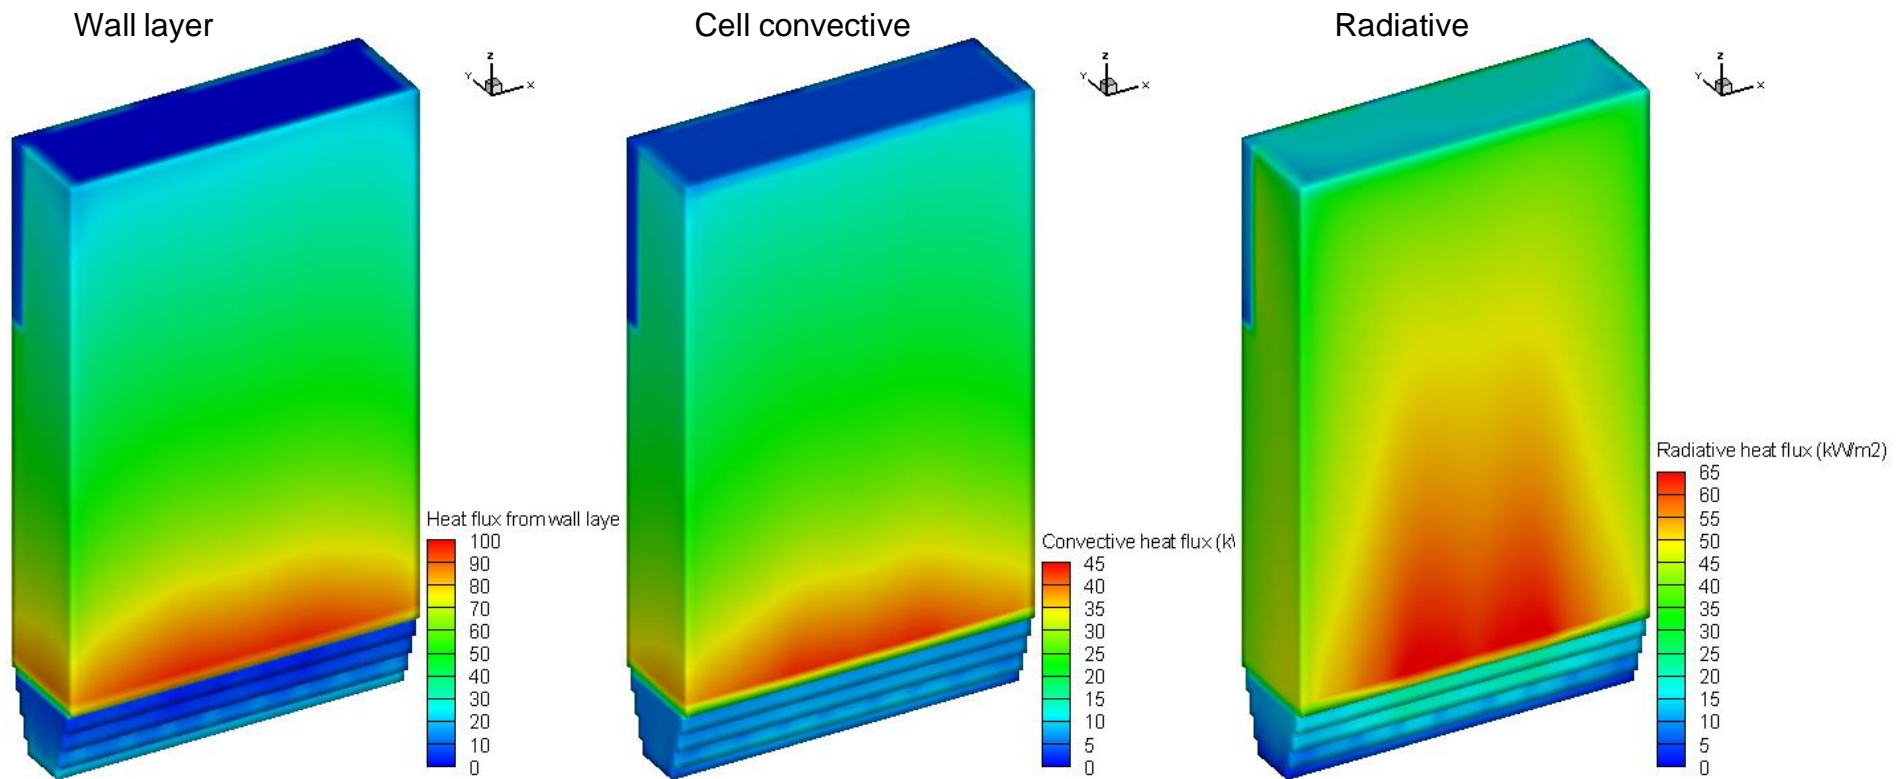 Wall layer
Cell convective
Radiative
z
Y
X
z
Y
X
z
Y
X
Heat flux from wall laye
100
90
80
70
60
50
40
30
20
10
0
Convective heat flux (k
45
40
35
30
25
20
15
10
5
0
Radiative heat flux (kW/m2)
65
60
55
50
45
40
35
30
25
20
15
10
5
0